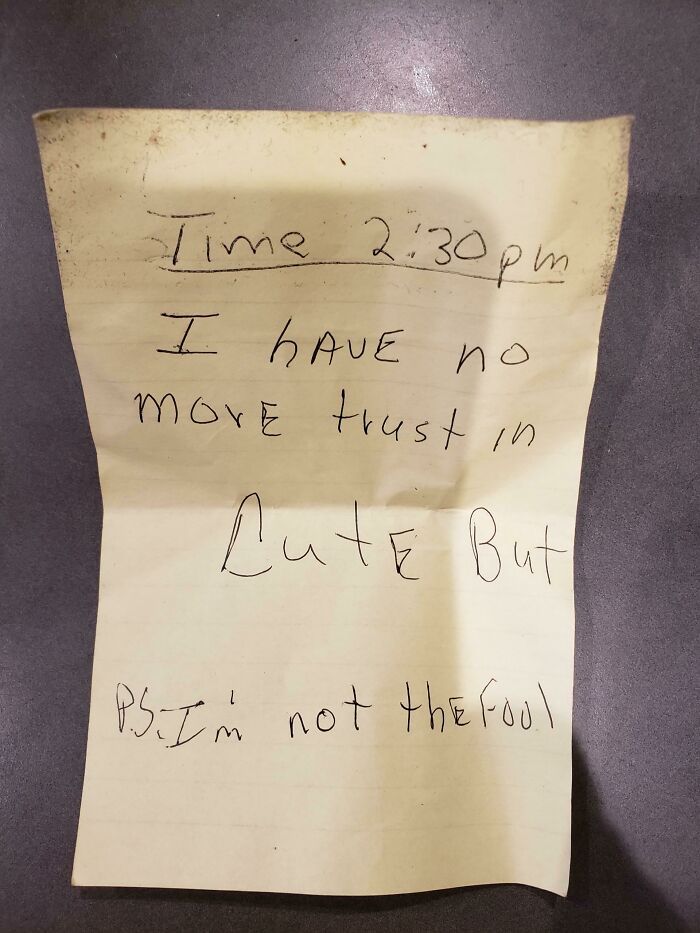 Time 2:30pm
I hAVE no
morE trust in
CutE But
P.S. I'm not thE Fool